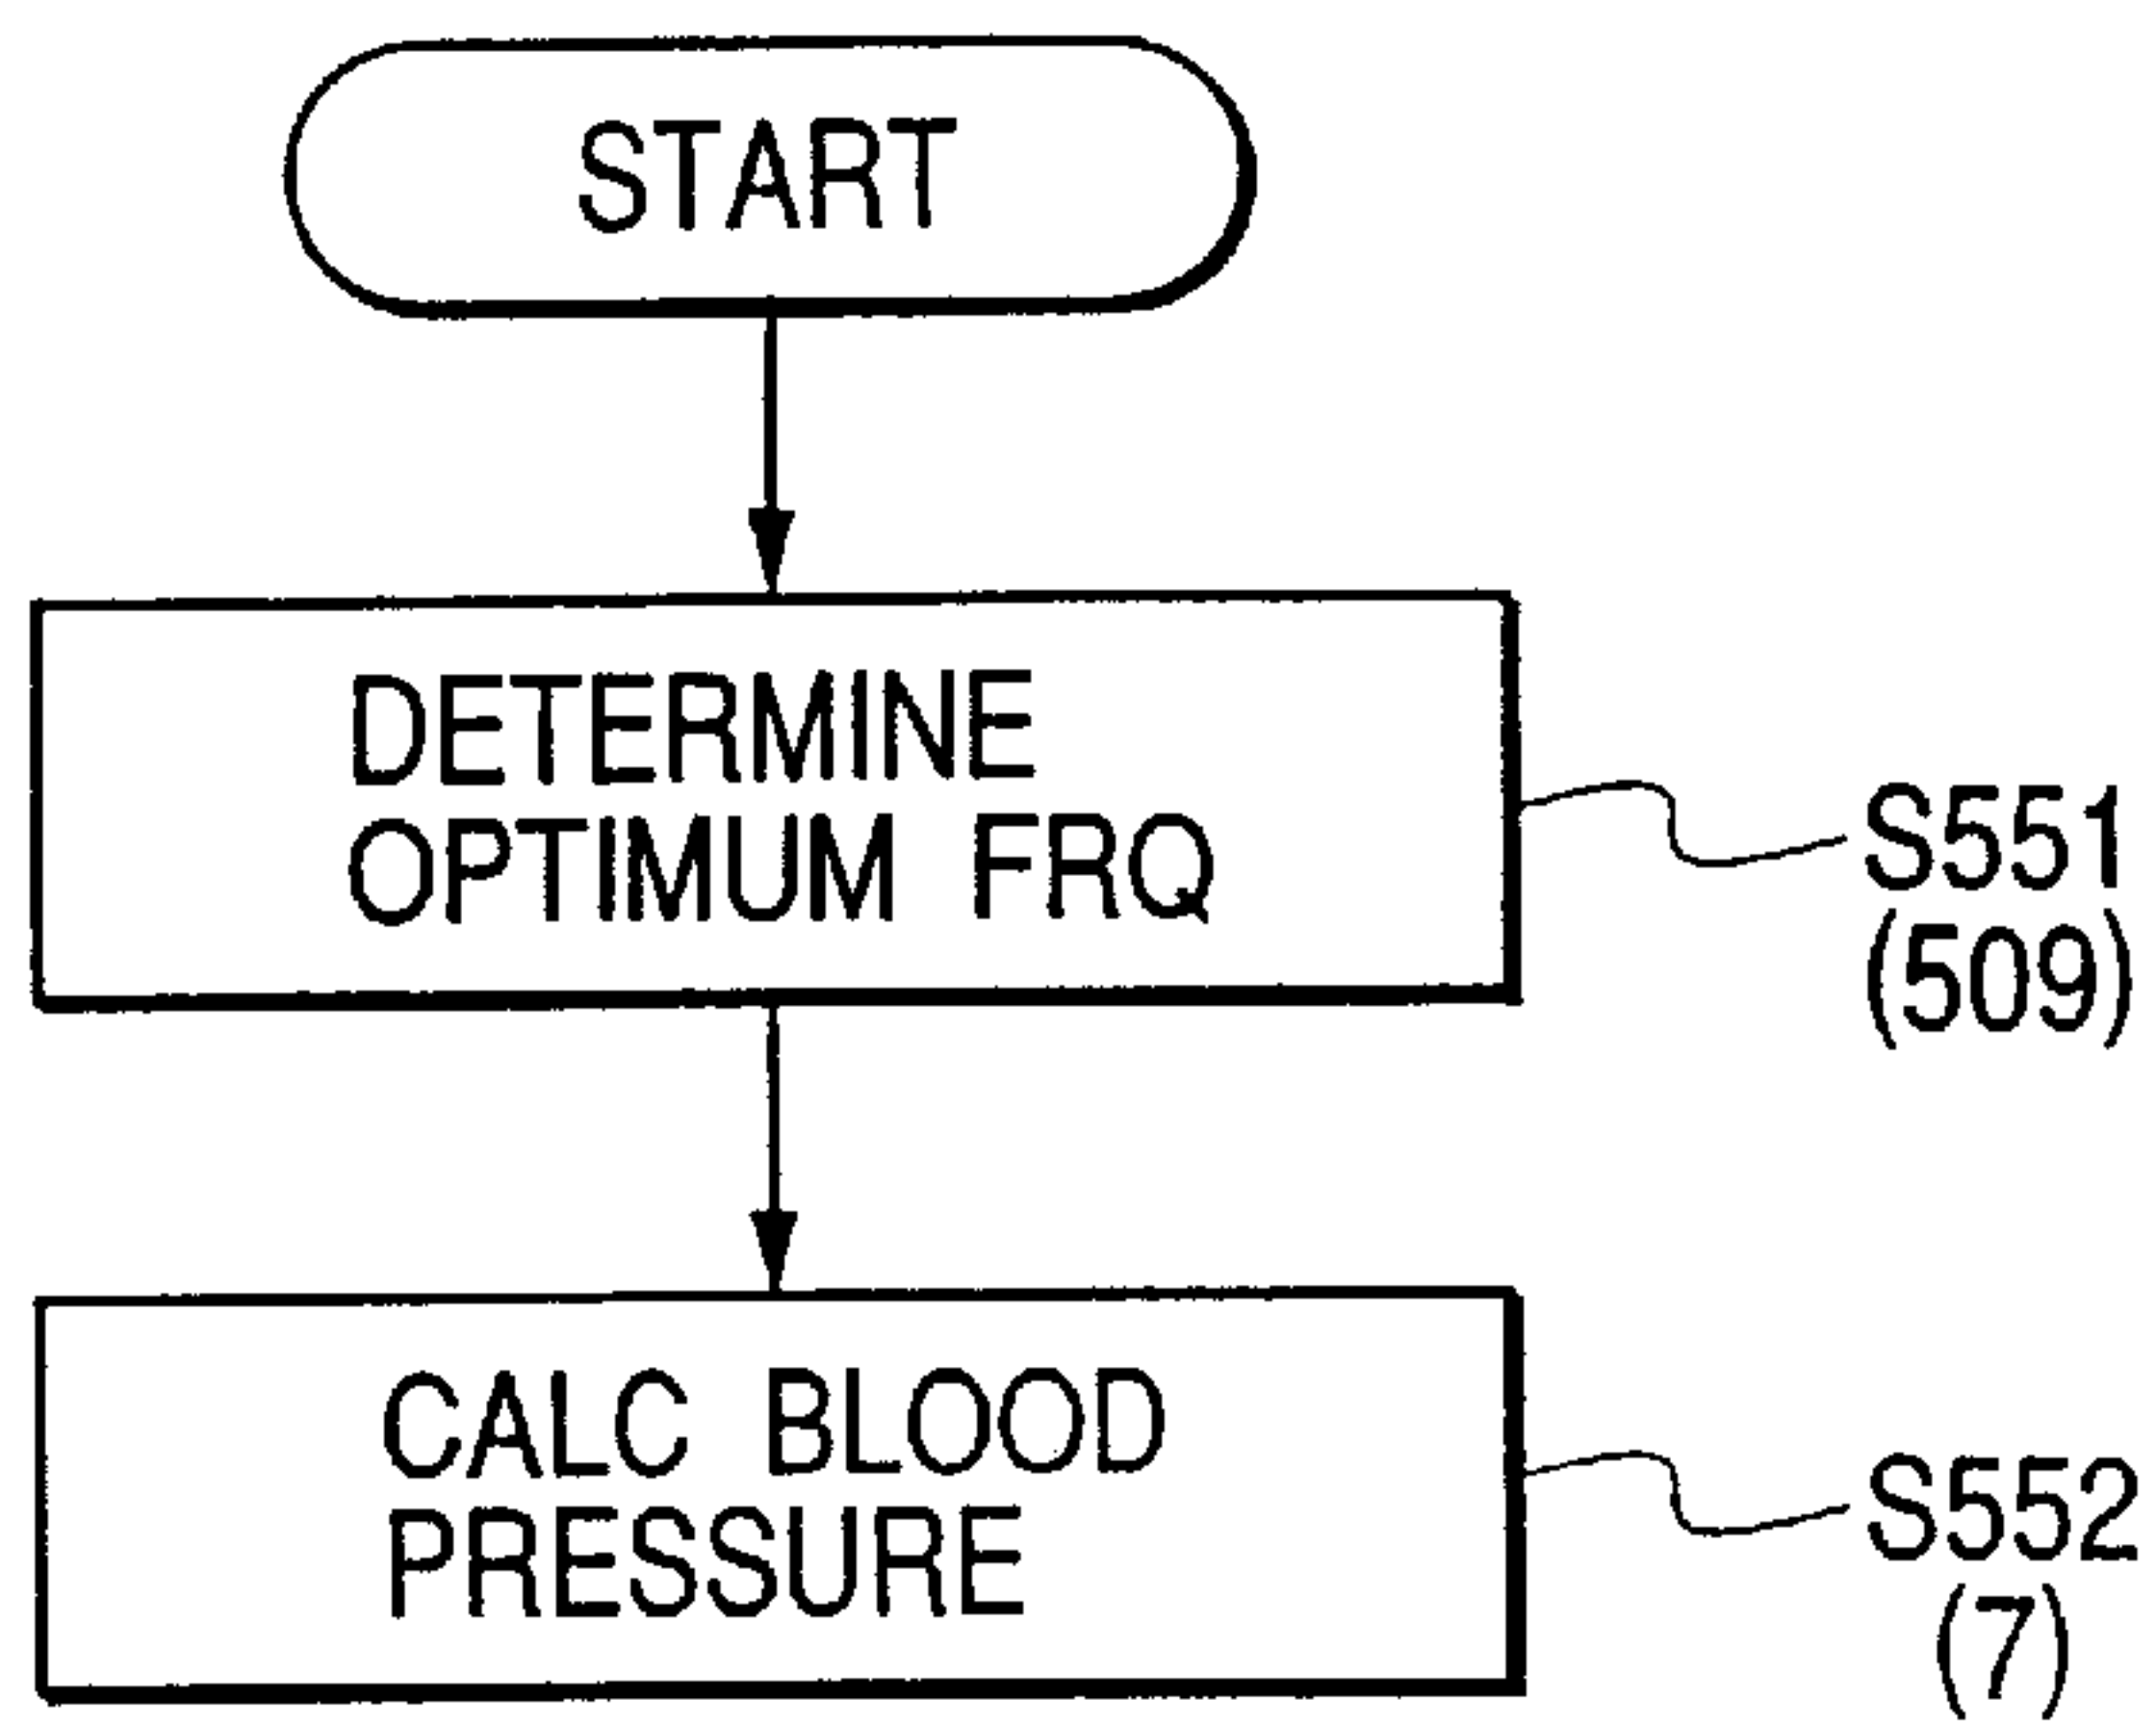 START
DETERMINE
OPTIMUM FRQ
S551
(509)
CALC BLOOD
PRESSURE
S552
(7)